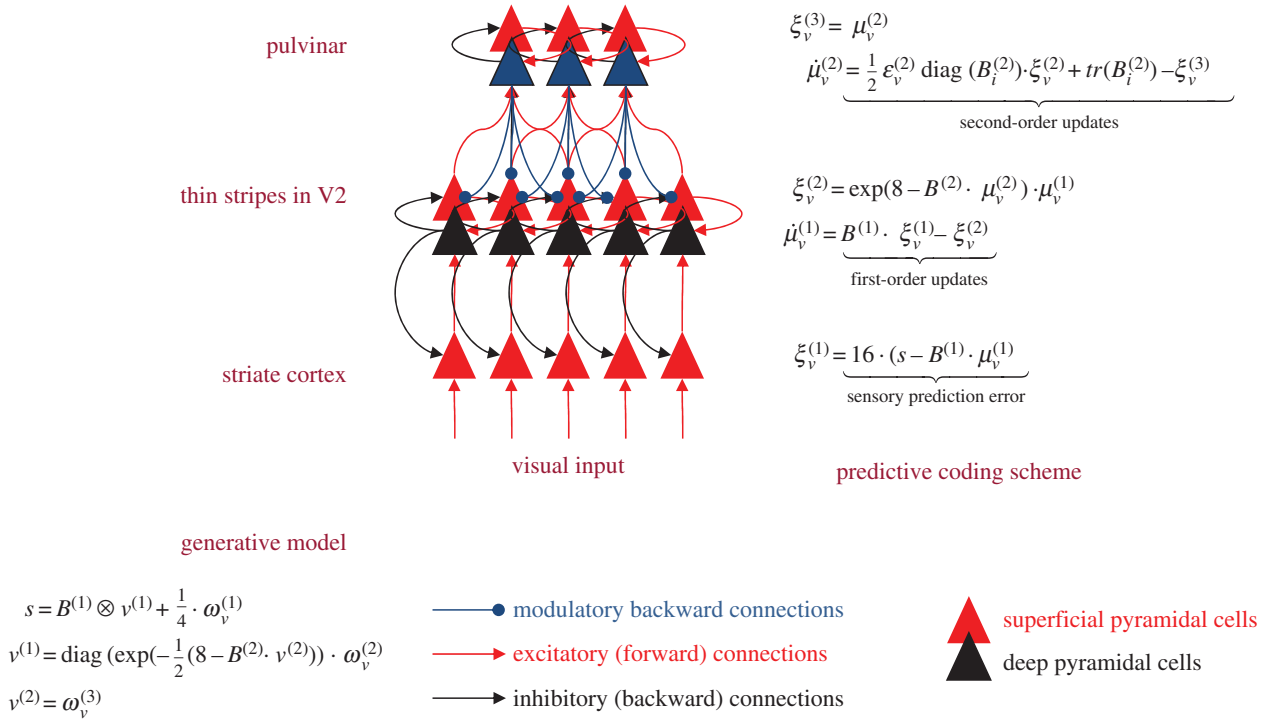 pulvinar
ξ_v^(3) = μ_v^(2)
μ̇_v^(2) = 1/2 ε_v^(2) diag (B_i^(2))·ξ_v^(2) + tr(B_i^(2)) – ξ_v^(3)
second-order updates
thin stripes in V2
ξ_v^(2) = exp(8 – B^(2) · μ_v^(2)) · μ_v^(1)
μ̇_v^(1) = B^(1) · ξ_v^(1) – ξ_v^(2)
first-order updates
striate cortex
ξ_v^(1) = 16 · (s – B^(1) · μ_v^(1)
sensory prediction error
visual input
predictive coding scheme
generative model
s = B^(1) ⊗ v^(1) + 1/4 · ω_v^(1)
v^(1) = diag (exp(–1/2(8 – B^(2) · v^(2))) · ω_v^(2)
v^(2) = ω_v^(3)
modulatory backward connections
excitatory (forward) connections
inhibitory (backward) connections
superficial pyramidal cells
deep pyramidal cells